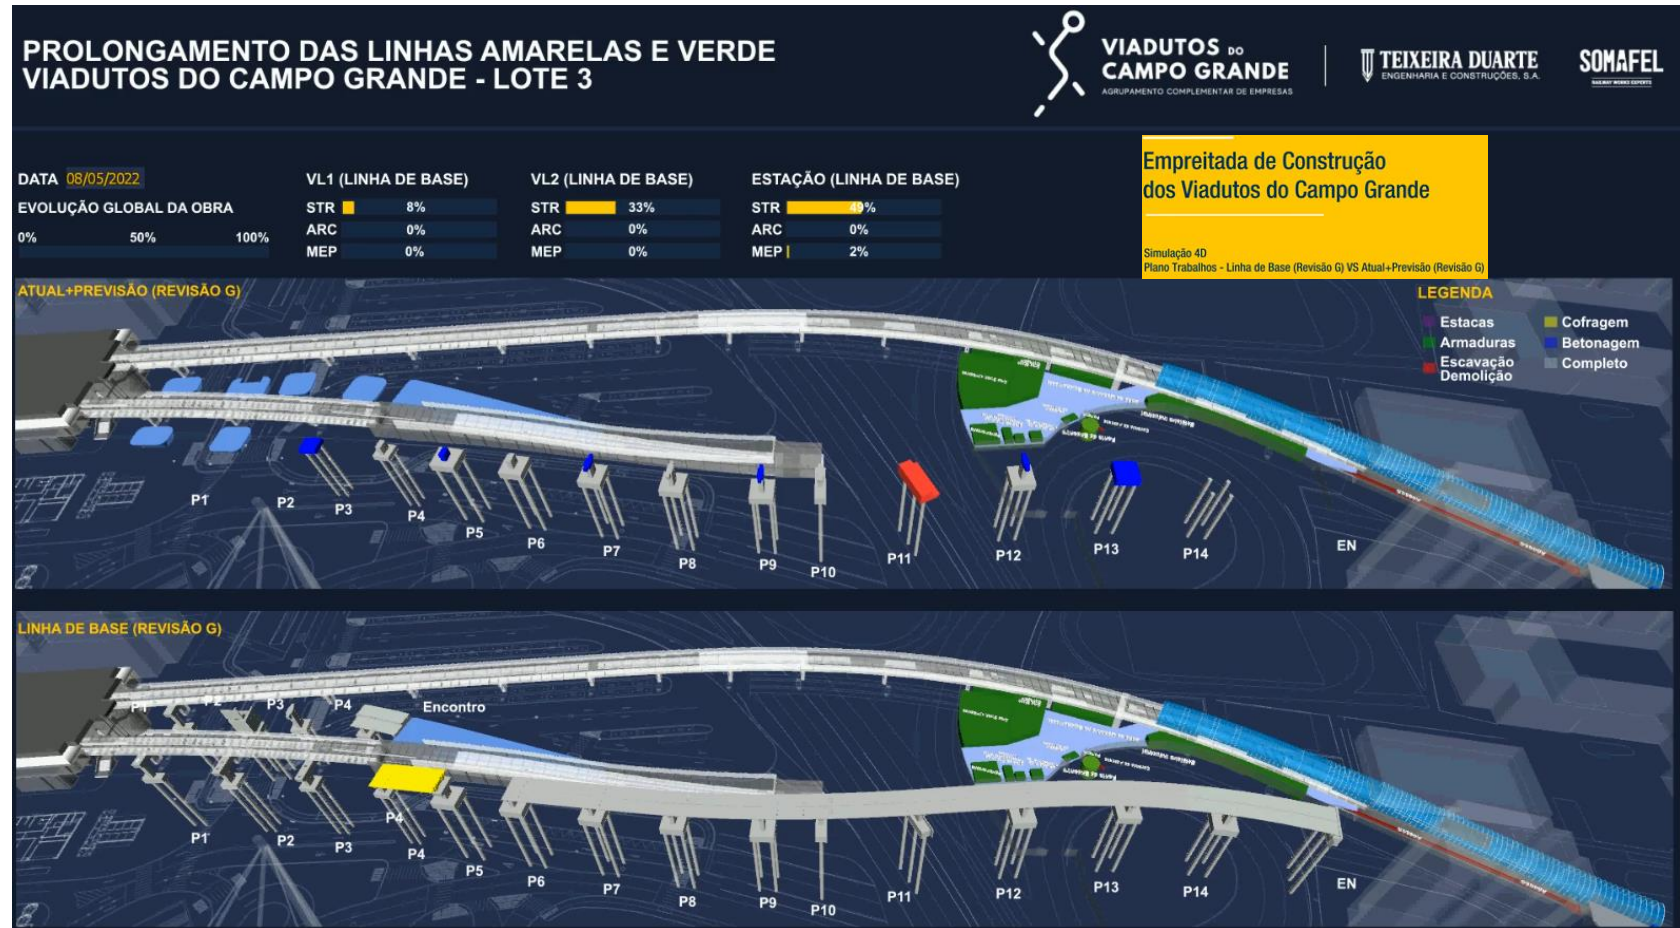 PROLONGAMENTO DAS LINHAS AMARELAS E VERDE
VIADUTOS DO CAMPO GRANDE - LOTE 3
VIADUTOS DO
CAMPO GRANDE
AGRUPAMENTO COMPLEMENTAR DE EMPRESAS
TEIXEIRA DUARTE
ENGENHARIA E CONSTRUÇÕES, S.A.
SOMAFEL
RAILWAY WORKS EXPERTS
Empreitada de Construção
dos Viadutos do Campo Grande
Simulação 4D
Plano Trabalhos - Linha de Base (Revisão G) VS Atual+Previsão (Revisão G)
DATA 08/05/2022
EVOLUÇÃO GLOBAL DA OBRA
0% 50% 100%
VL1 (LINHA DE BASE)
STR 8%
ARC 0%
MEP 0%
VL2 (LINHA DE BASE)
STR 33%
ARC 0%
MEP 0%
ESTAÇÃO (LINHA DE BASE)
STR 49%
ARC 0%
MEP 2%
ATUAL+PREVISÃO (REVISÃO G)
LEGENDA
Estacas
Armaduras
Escavação
Demolição
Cofragem
Betonagem
Completo
P1
P2
P3
P4
P5
P6
P7
P8
P9
P10
P11
P12
P13
P14
EN
LINHA DE BASE (REVISÃO G)
P1
P2
P3
P4
Encontro
P4
P1
P2
P3
P4
P5
P6
P7
P8
P9
P10
P11
P12
P13
P14
EN